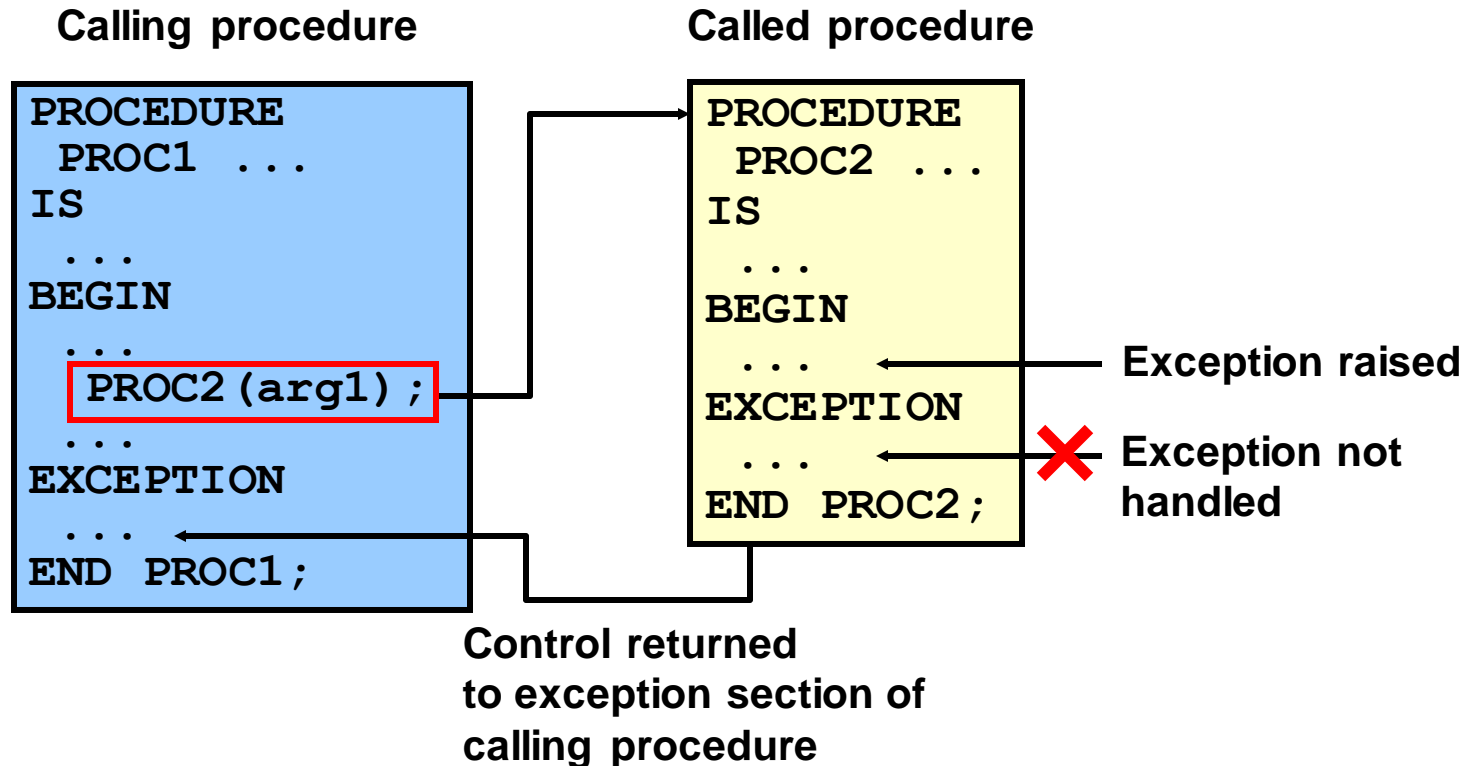 Calling procedure
PROCEDURE
PROC1 ...
IS
...
BEGIN
...
PROC2(arg1);
...
EXCEPTION
...
END PROC1;
Called procedure
PROCEDURE
PROC2 ...
IS
...
BEGIN
...
EXCEPTION
...
END PROC2;
Exception raised
Exception not
handled
Control returned
to exception section of
calling procedure